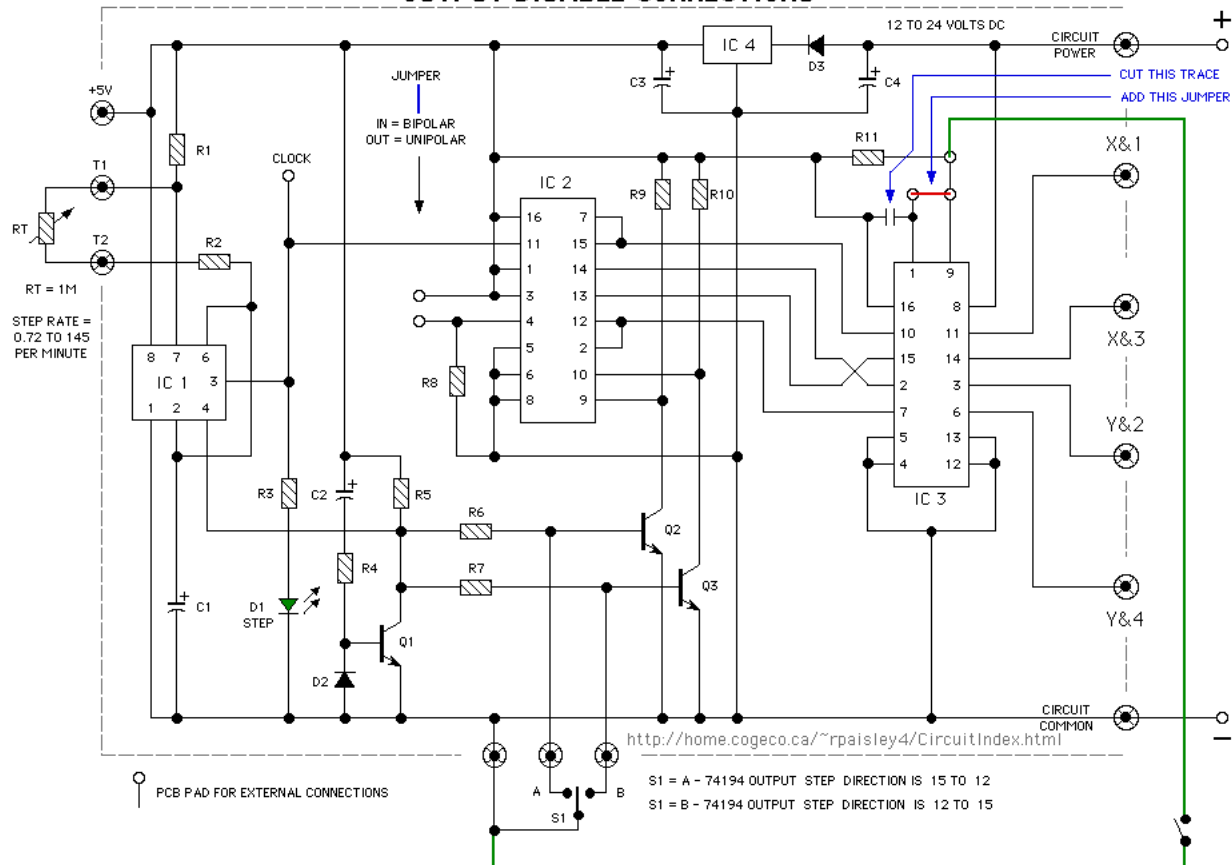 OUTPUT DISABLE CONNECTIONS
12 TO 24 VOLTS DC
+
IC 4
CIRCUIT
POWER
D3
C3
+
C4
+
CUT THIS TRACE
ADD THIS JUMPER
JUMPER
IN = BIPOLAR
OUT = UNIPOLAR
+5V
R1
R11
X&1
CLOCK
T1
IC 2
R9
R10
RT
T2
R2
RT = 1M
STEP RATE =
0.72 TO 145
PER MINUTE
16 7
11 15
1 14
3 13
4 12
5 2
6 10
8 9
1 9
16 8
10 11
15 14
2 3
7 6
5 13
4 12
IC 3
X&3
Y&2
Y&4
8 7 6
IC 1 3
1 2 4
R8
R3
C2
+
R5
R6
Q2
R4
R7
Q3
C1
+
D1
STEP
Q1
D2
CIRCUIT
COMMON
–
http://home.cogeco.ca/~rpaisley4/CircuitIndex.html
PCB PAD FOR EXTERNAL CONNECTIONS
A
B
S1
S1 = A - 74194 OUTPUT STEP DIRECTION IS 15 TO 12
S1 = B - 74194 OUTPUT STEP DIRECTION IS 12 TO 15